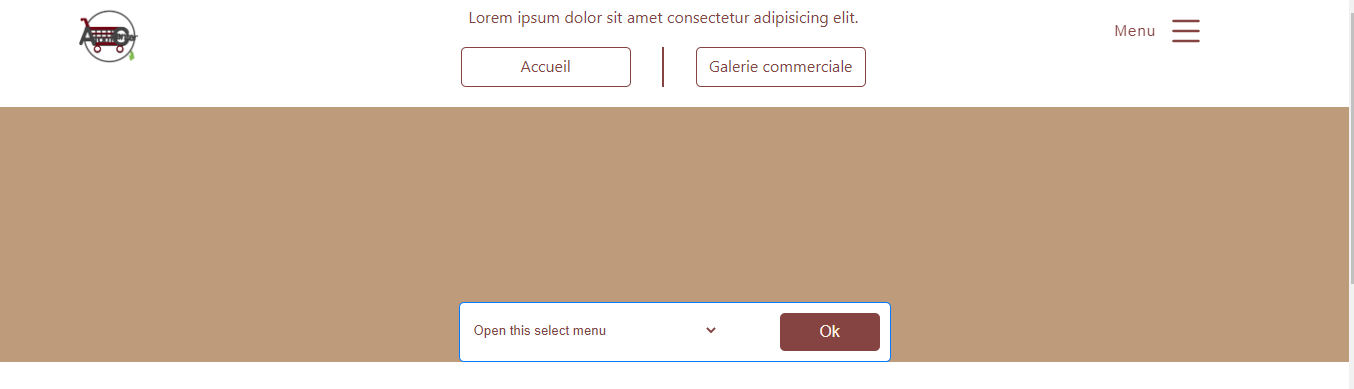 Lorem ipsum dolor sit amet consectetur adipisicing elit.
Menu
Accueil
Galerie commerciale
Open this select menu
Ok